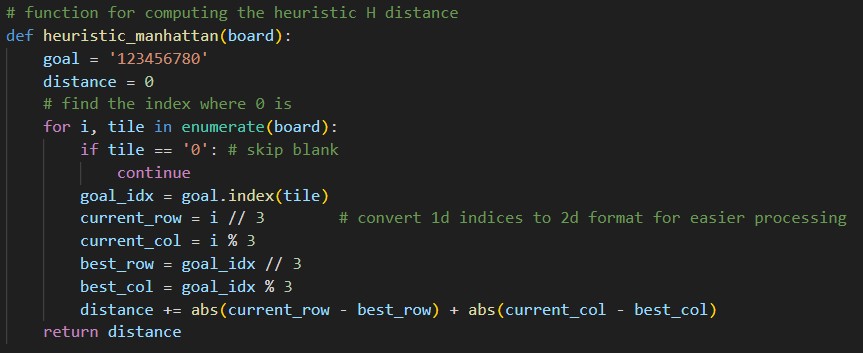 # function for computing the heuristic H distance
def heuristic_manhattan(board):
    goal = '123456780'
    distance = 0
    # find the index where 0 is
    for i, tile in enumerate(board):
        if tile == '0': # skip blank
            continue
        goal_idx = goal.index(tile)
        current_row = i // 3        # convert 1d indices to 2d format for easier processing
        current_col = i % 3
        best_row = goal_idx // 3
        best_col = goal_idx % 3
        distance += abs(current_row - best_row) + abs(current_col - best_col)
    return distance